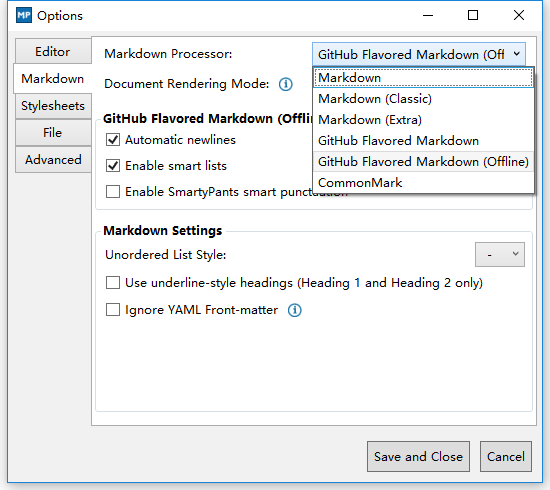 MP Options
Editor
Markdown
Stylesheets
File
Advanced
Markdown Processor:
GitHub Flavored Markdown (Off
Markdown
Markdown (Classic)
Markdown (Extra)
GitHub Flavored Markdown
GitHub Flavored Markdown (Offline)
CommonMark
Document Rendering Mode:
GitHub Flavored Markdown (Offlin
Automatic newlines
Enable smart lists
Enable SmartyPants smart punctuation
Markdown Settings
Unordered List Style:
-
Use underline-style headings (Heading 1 and Heading 2 only)
Ignore YAML Front-matter
Save and Close
Cancel